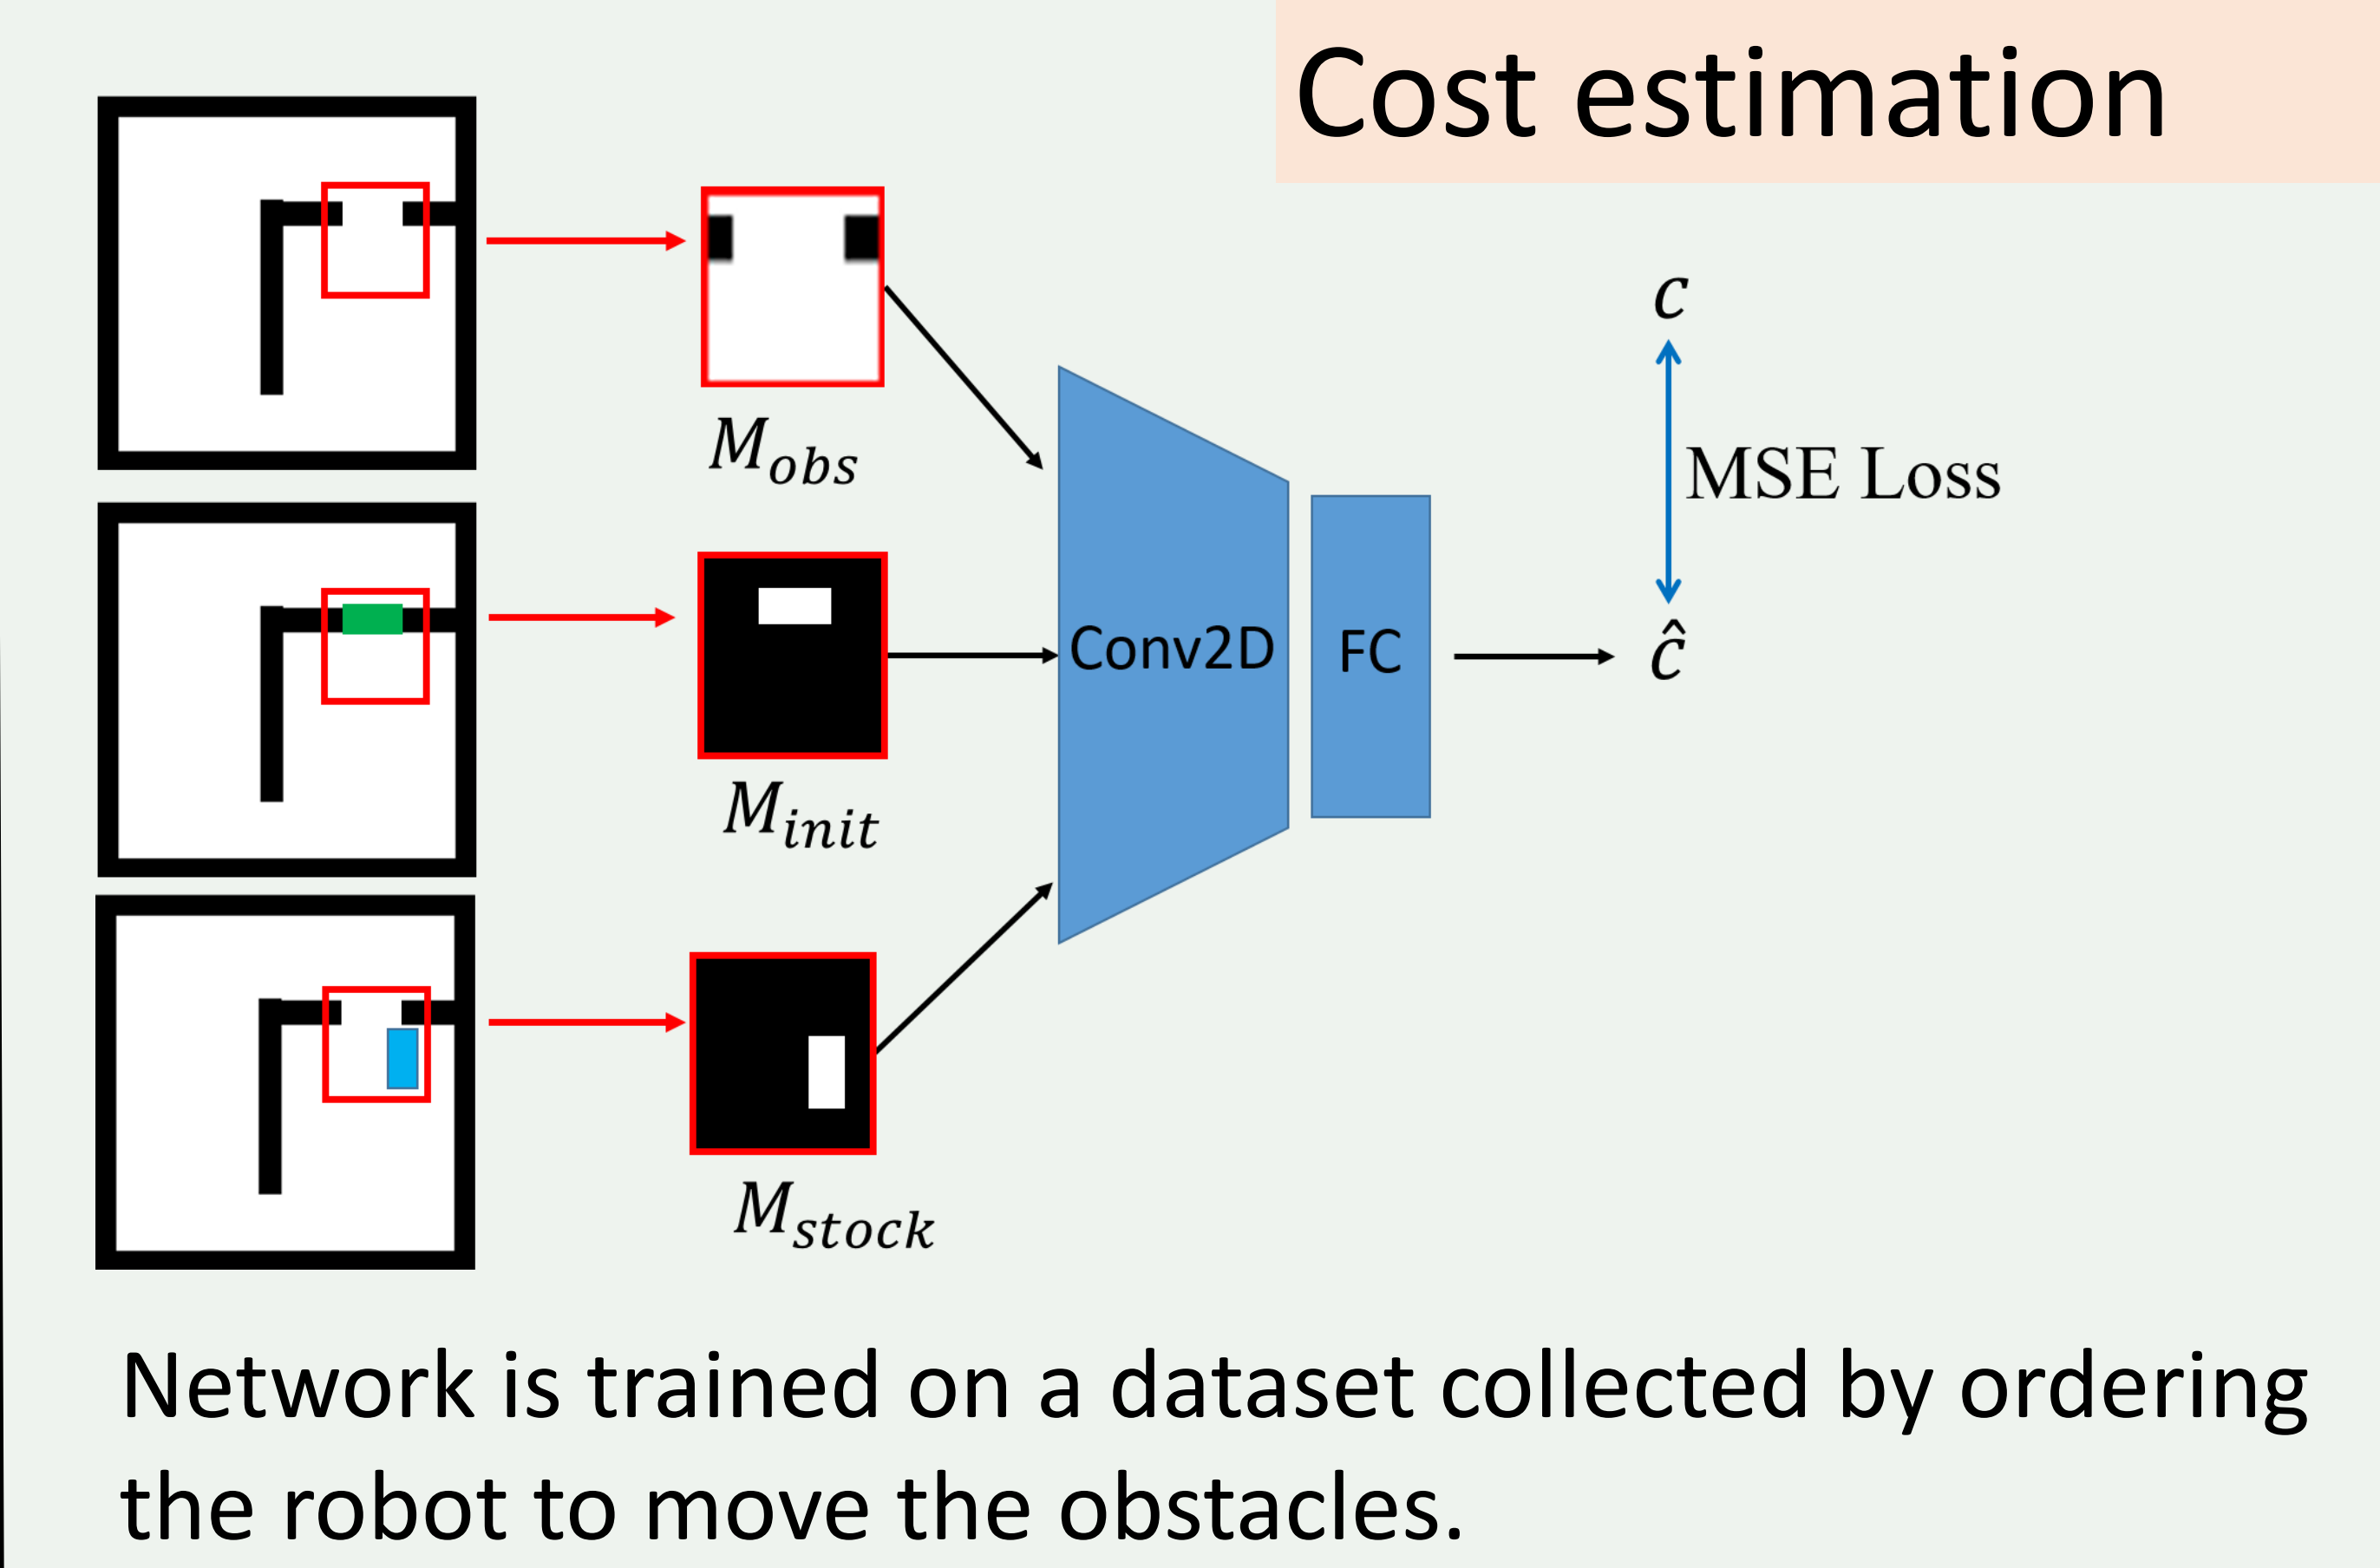 Cost estimation
M_obs
M_init
M_stock
Conv2D
FC
c
MSE Loss
ĉ
Network is trained on a dataset collected by ordering
the robot to move the obstacles.